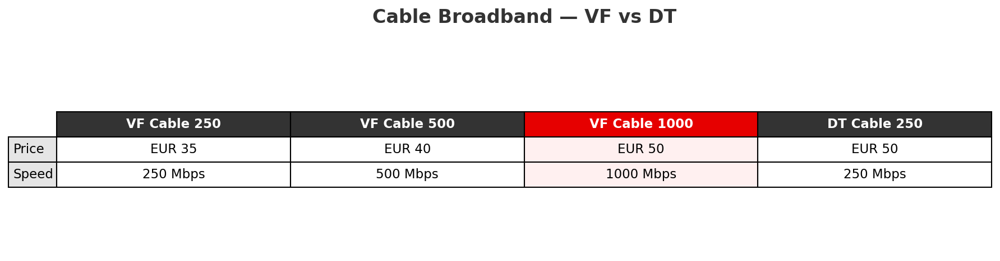 Cable Broadband — VF vs DT
VF Cable 250 VF Cable 500 VF Cable 1000 DT Cable 250
Price EUR 35 EUR 40 EUR 50 EUR 50
Speed 250 Mbps 500 Mbps 1000 Mbps 250 Mbps